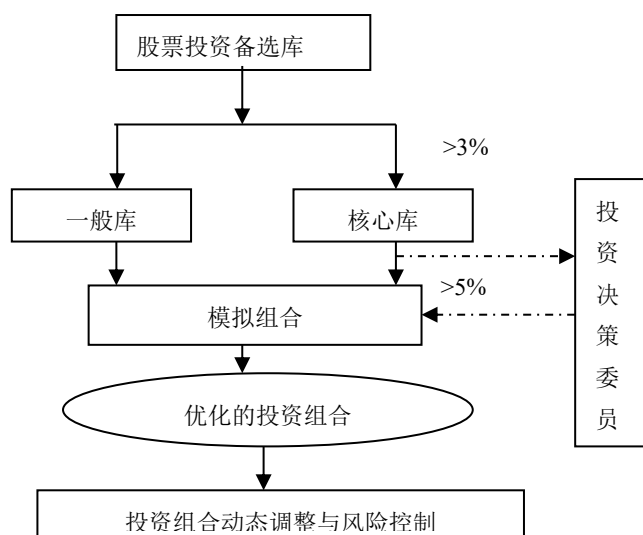 股票投资备选库
>3%
一般库
核心库
投资决策委员
>5%
模拟组合
优化的投资组合
投资组合动态调整与风险控制